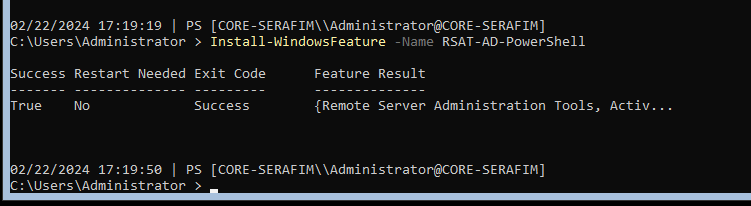 02/22/2024 17:19:19 | PS [CORE-SERAFIM\\Administrator@CORE-SERAFIM]
C:\Users\Administrator > Install-WindowsFeature -Name RSAT-AD-PowerShell
Success Restart Needed Exit Code      Feature Result
------- -------------- ---------      --------------
True    No             Success        {Remote Server Administration Tools, Activ...
02/22/2024 17:19:50 | PS [CORE-SERAFIM\\Administrator@CORE-SERAFIM]
C:\Users\Administrator >